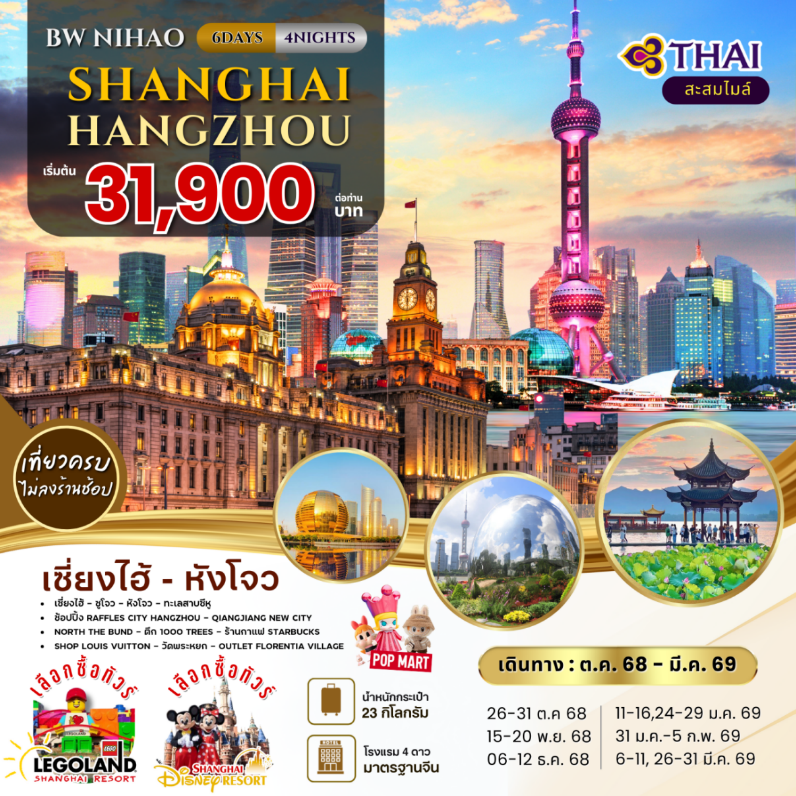 BW NIHAO 6DAYS 4NIGHTS
SHANGHAI
HANGZHOU
เริ่มต้น 31,900 ต่อท่าน
บาท
THAI
สะสมไมล์
เที่ยวครบ
ไม่ลงร้านช้อป
เซี่ยงไฮ้ - หังโจว
• เซี่ยงไฮ้ - ซูโจว - หังโจว - ทะเลสาบซีหู
• ช้อปปิ้ง RAFFLES CITY HANGZHOU - QIANGJIANG NEW CITY
• NORTH THE BUND - ตึก 1000 TREES - ร้านกาแฟ STARBUCKS
• SHOP LOUIS VUITTON - วัดพระหยก - OUTLET FLORENTIA VILLAGE
POP MART
เลือกซื้อทัวร์
LEGO
LEGOLAND
SHANGHAI RESORT
เลือกซื้อทัวร์
SHANGHAI
DISNEY RESORT
น้ำหนักกระเป๋า
23 กิโลกรัม
โรงแรม 4 ดาว
มาตรฐานจีน
เดินทาง : ต.ค. 68 - มี.ค. 69
26-31 ต.ค 68
15-20 พ.ย. 68
06-12 ธ.ค. 68
11-16,24-29 ม.ค. 69
31 ม.ค.-5 ก.พ. 69
6-11, 26-31 มี.ค. 69